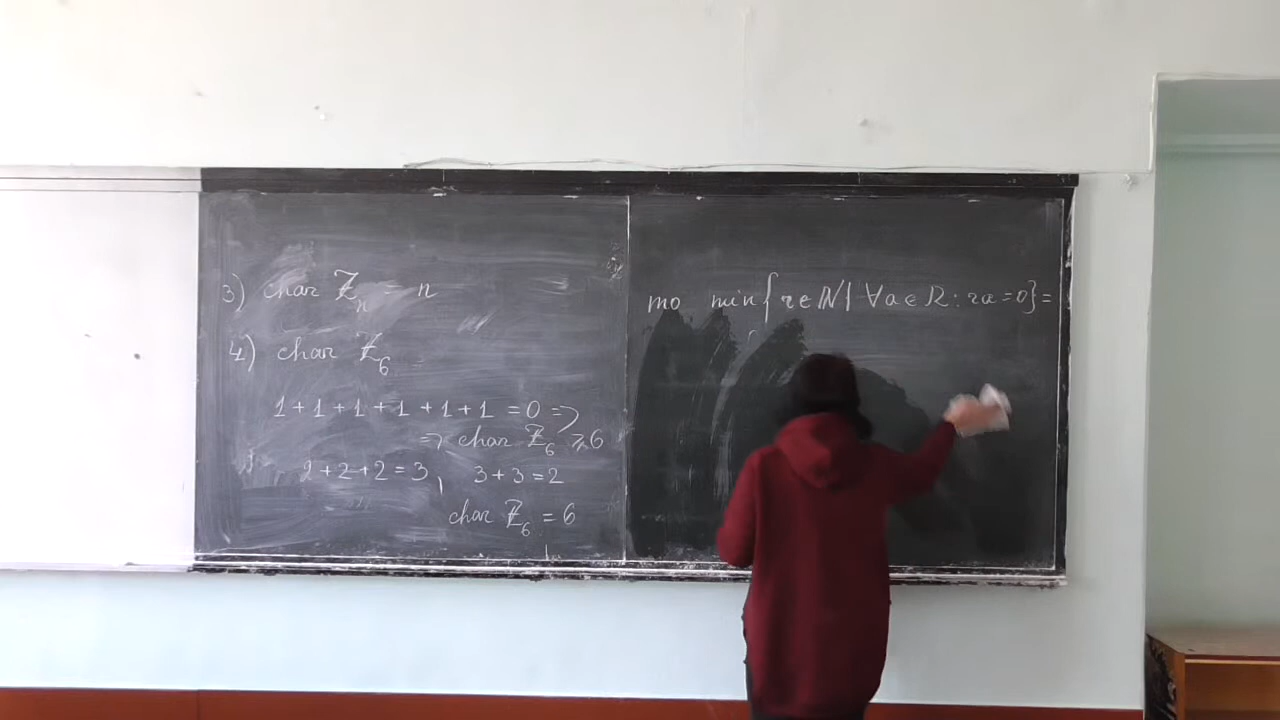 3) char ℤ_n = n
4) char ℤ_6
1 + 1 + 1 + 1 + 1 + 1 = 0 =>
=> char ℤ_6 ⩾ 6
2 + 2 + 2 = 3, 3 + 3 = 2
char ℤ_6 = 6
то min{r ∈ ℕ | ∀a ∈ R : ra = 0} =